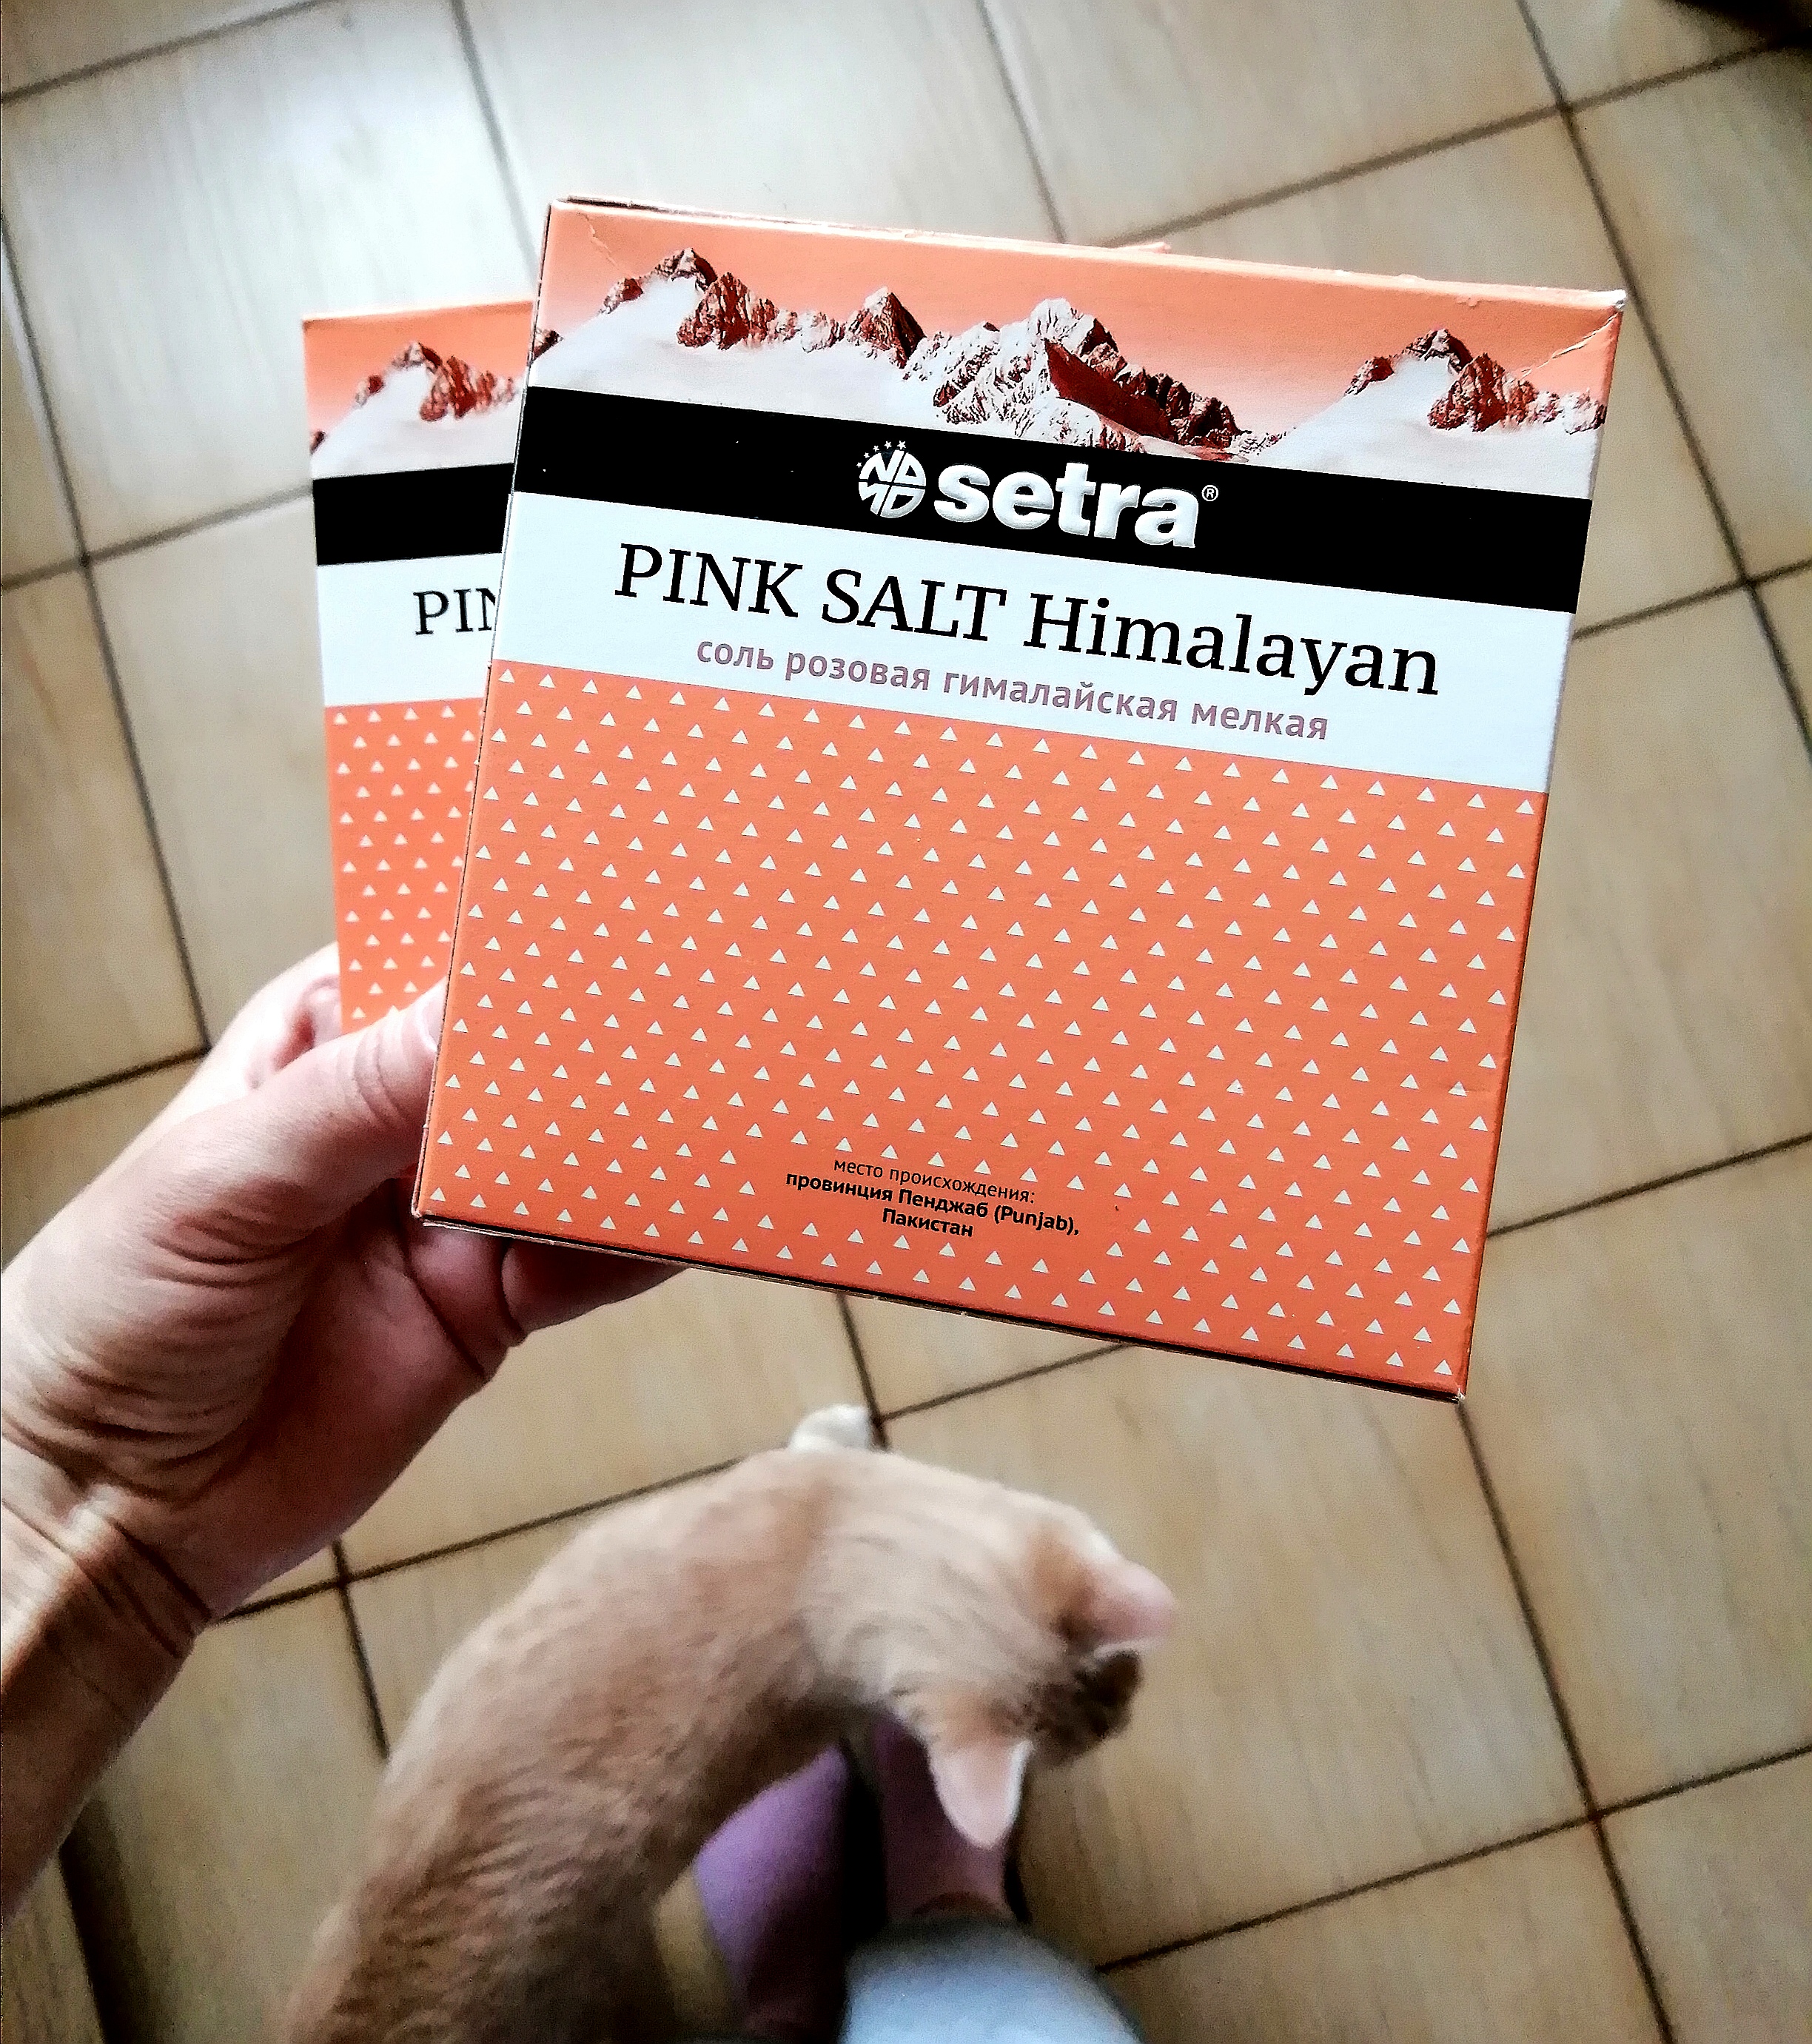 setra®
PINK SALT Himalayan
соль розовая гималайская мелкая
место происхождения:
провинция Пенджаб (Punjab),
Пакистан
PIN